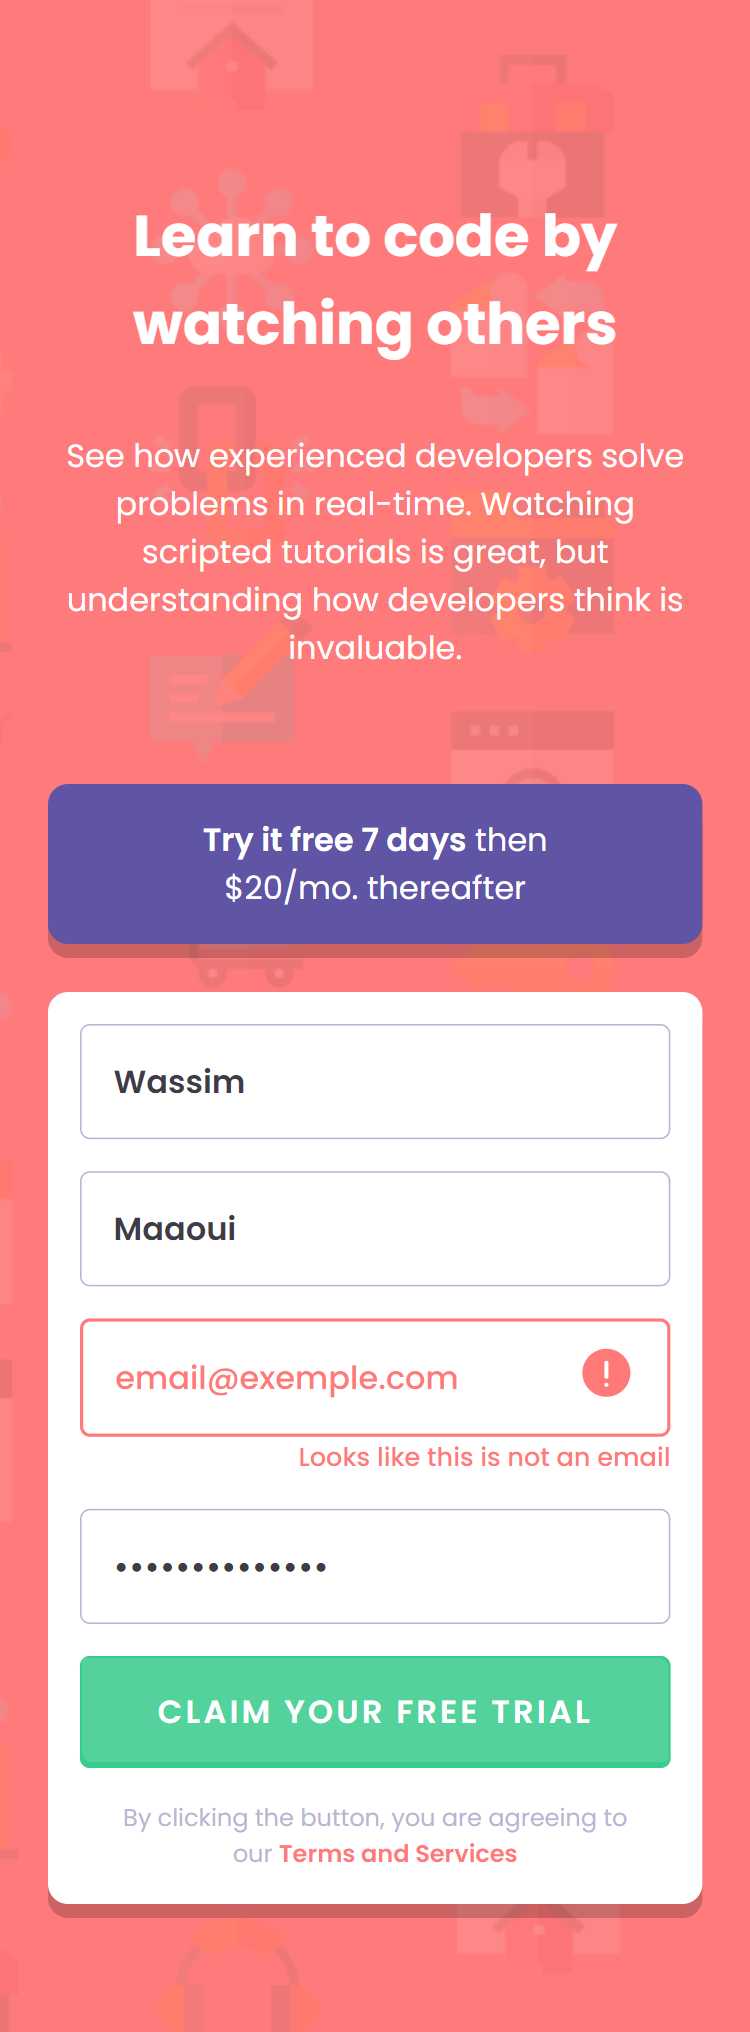 Learn to code by
watching others
See how experienced developers solve
problems in real-time. Watching
scripted tutorials is great, but
understanding how developers think is
invaluable.
Try it free 7 days then
$20/mo. thereafter
Wassim
Maaoui
email@exemple.com
Looks like this is not an email
••••••••••••••
CLAIM YOUR FREE TRIAL
By clicking the button, you are agreeing to
our Terms and Services